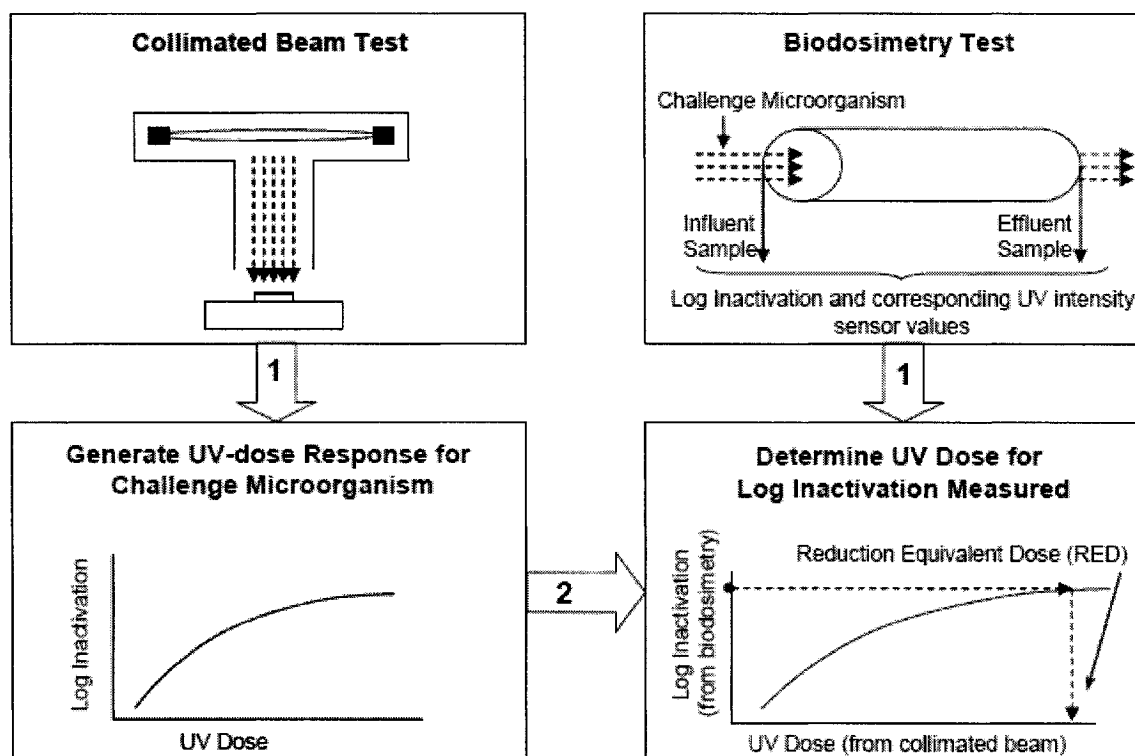 Collimated Beam Test
1
Generate UV-dose Response for
Challenge Microorganism
Log Inactivation
UV Dose
2
Biodosimetry Test
Challenge Microorganism
Influent
Sample
Effluent
Sample
Log Inactivation and corresponding UV intensity
sensor values
1
Determine UV Dose for
Log Inactivation Measured
Reduction Equivalent Dose (RED)
Log Inactivation
(from biodosimetry)
UV Dose (from collimated beam)